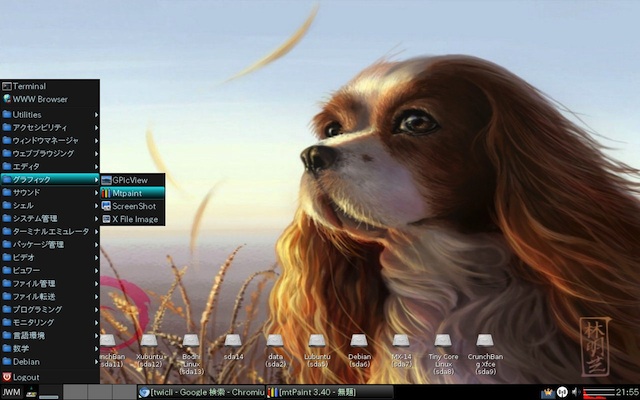 Terminal
WWW Browser
Utilities
アクセシビリティ
ウィンドウマネージャ
ウェブブラウジング
エディタ
グラフィック
サウンド
シェル
システム管理
ターミナルエミュレータ
パッケージ管理
ビデオ
ビュワー
ファイル管理
ファイル転送
プログラミング
モニタリング
言語環境
数学
Debian
Logout
GPicView
Mtpaint
ScreenShot
X File Image
nchBan
(sda11)
Xubuntu+
(sda12)
Bodhi
Linux
(sda13)
sda14
data
(sda2)
Lubuntu
(sda5)
Debian
(sda6)
MX-14
(sda7)
Tiny Core
Linux
(sda8)
CrunchBan
g Xfce
(sda9)
JWM
[twicli - Google 検索 - Chromiu
[mtPaint 3.40 - 無題]
21:55